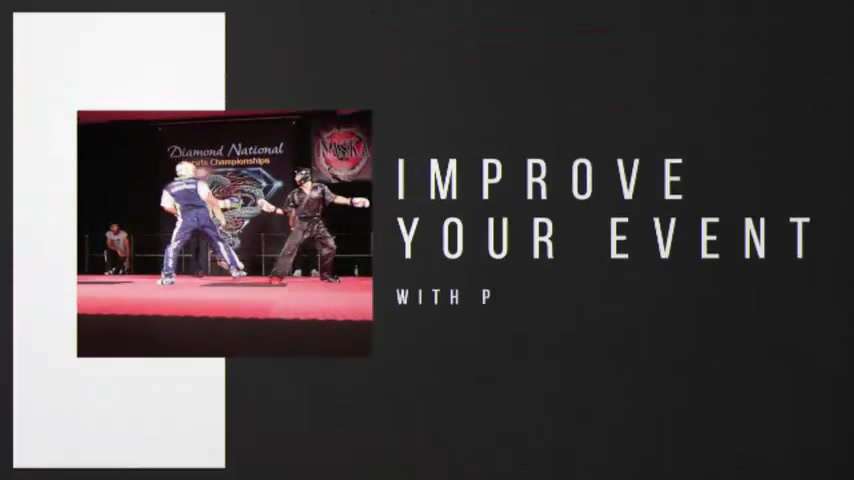 Diamond National
Championships
IMPROVE
YOUR EVENT
WITH P